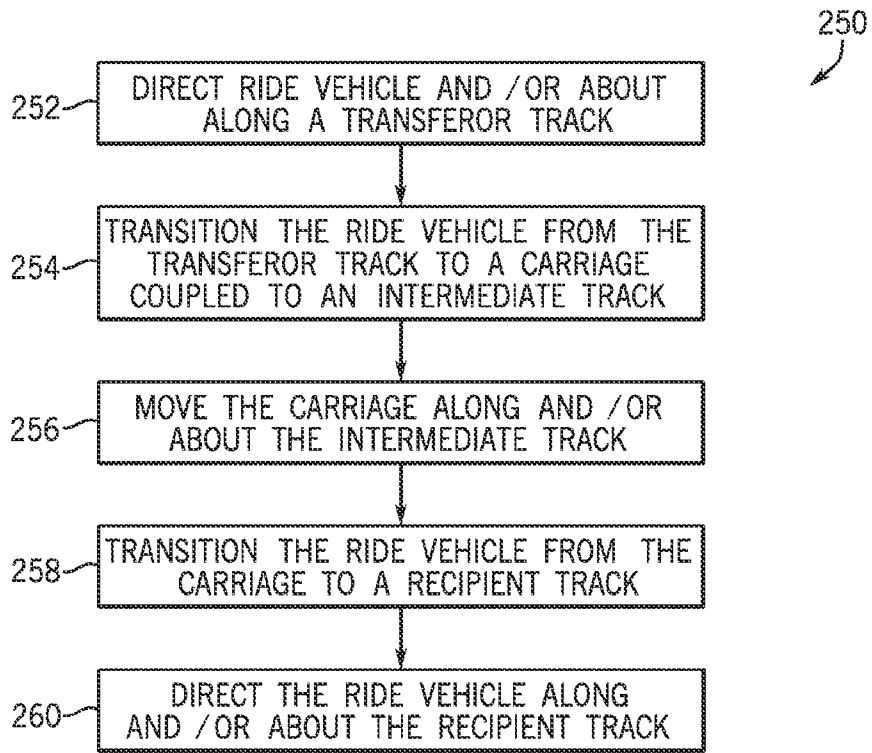 250
252
DIRECT RIDE VEHICLE AND /OR ABOUT
ALONG A TRANSFEROR TRACK
254
TRANSITION THE RIDE VEHICLE FROM THE
TRANSFEROR TRACK TO A CARRIAGE
COUPLED TO AN INTERMEDIATE TRACK
256
MOVE THE CARRIAGE ALONG AND /OR
ABOUT THE INTERMEDIATE TRACK
258
TRANSITION THE RIDE VEHICLE FROM THE
CARRIAGE TO A RECIPIENT TRACK
260
DIRECT THE RIDE VEHICLE ALONG
AND /OR ABOUT THE RECIPIENT TRACK